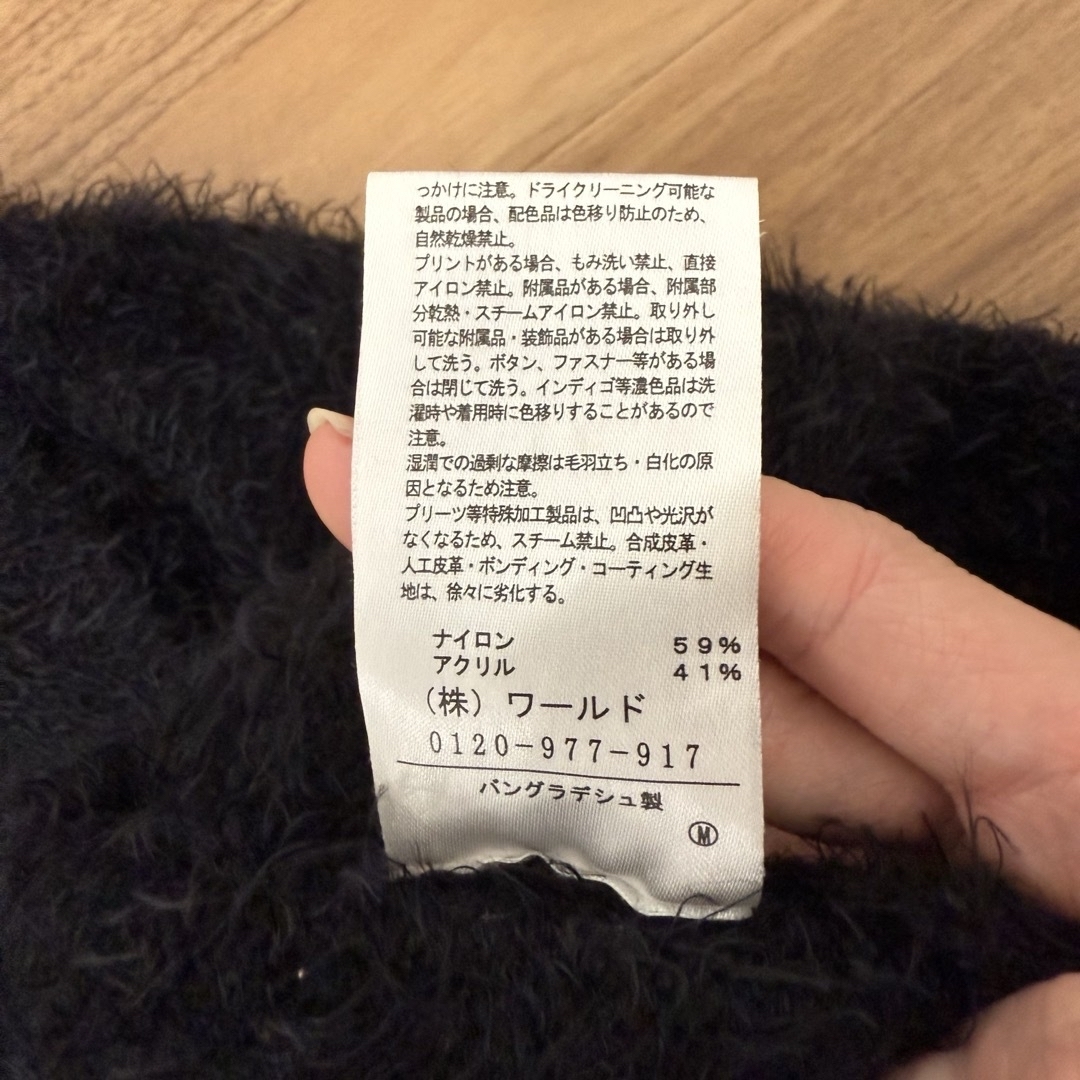 っかけに注意。ドライクリーニング可能な
製品の場合、配色品は色移り防止のため、
自然乾燥禁止。
プリントがある場合、もみ洗い禁止、直接
アイロン禁止。附属品がある場合、附属部
分乾熱・スチームアイロン禁止。取り外し
可能な附属品・装飾品がある場合は取り外
して洗う。ボタン、ファスナー等がある場
合は閉じて洗う。インディゴ等濃色品は洗
濯時や着用時に色移りすることがあるので
注意。
湿潤での過剰な摩擦は毛羽立ち・白化の原
因となるため注意。
プリーツ等特殊加工製品は、凹凸や光沢が
なくなるため、スチーム禁止。合成皮革・
人工皮革・ボンディング・コーティング生
地は、徐々に劣化する。
ナイロン 59%
アクリル 41%
(株) ワールド
0120-977-917
バングラデシュ製
Ⓜ